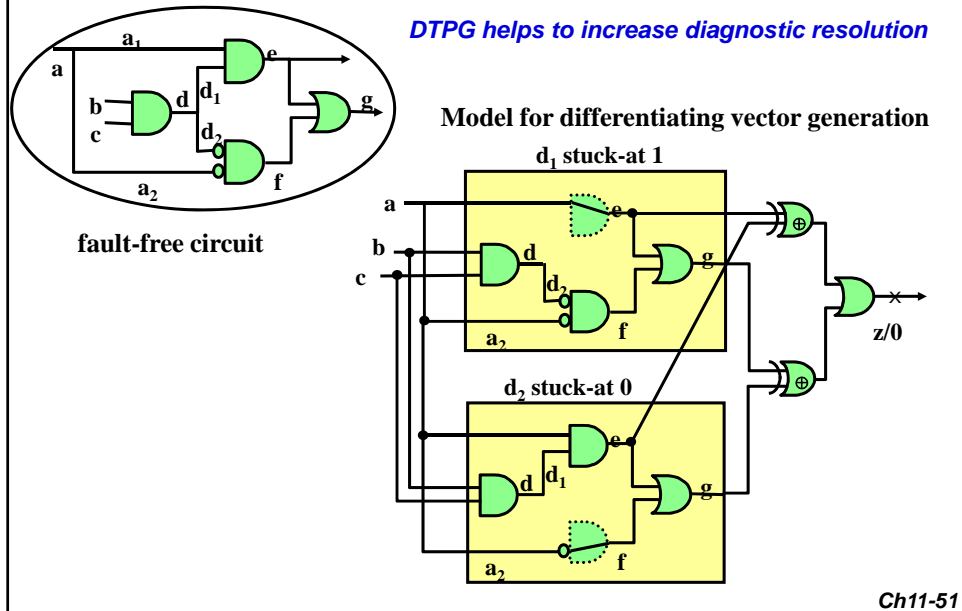 DTPG helps to increase diagnostic resolution
a
a1
b
c
d
d1
d2
a2
e
f
g
fault-free circuit
Model for differentiating vector generation
d1 stuck-at 1
a
b
c
d
d2
a2
e
f
g
z/0
d2 stuck-at 0
d
d1
a2
e
f
g
Ch11-51